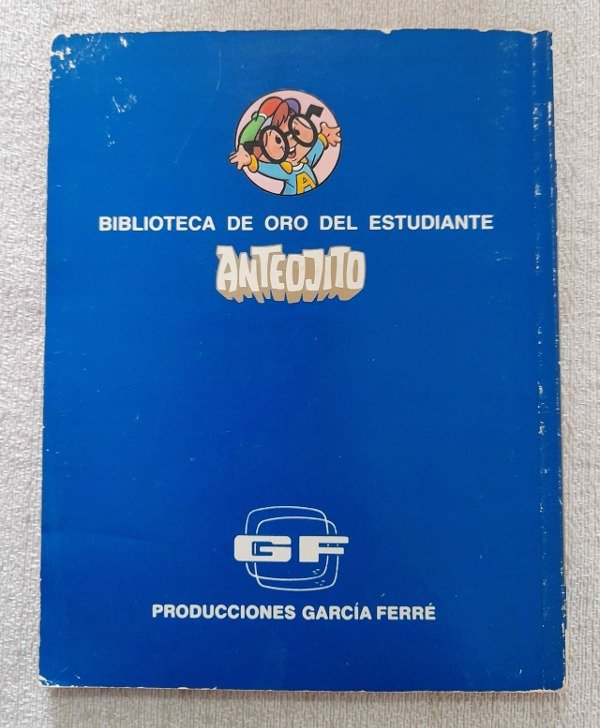 A
BIBLIOTECA DE ORO DEL ESTUDIANTE
ANTEOJITO
GF
PRODUCCIONES GARCÍA FERRÉ